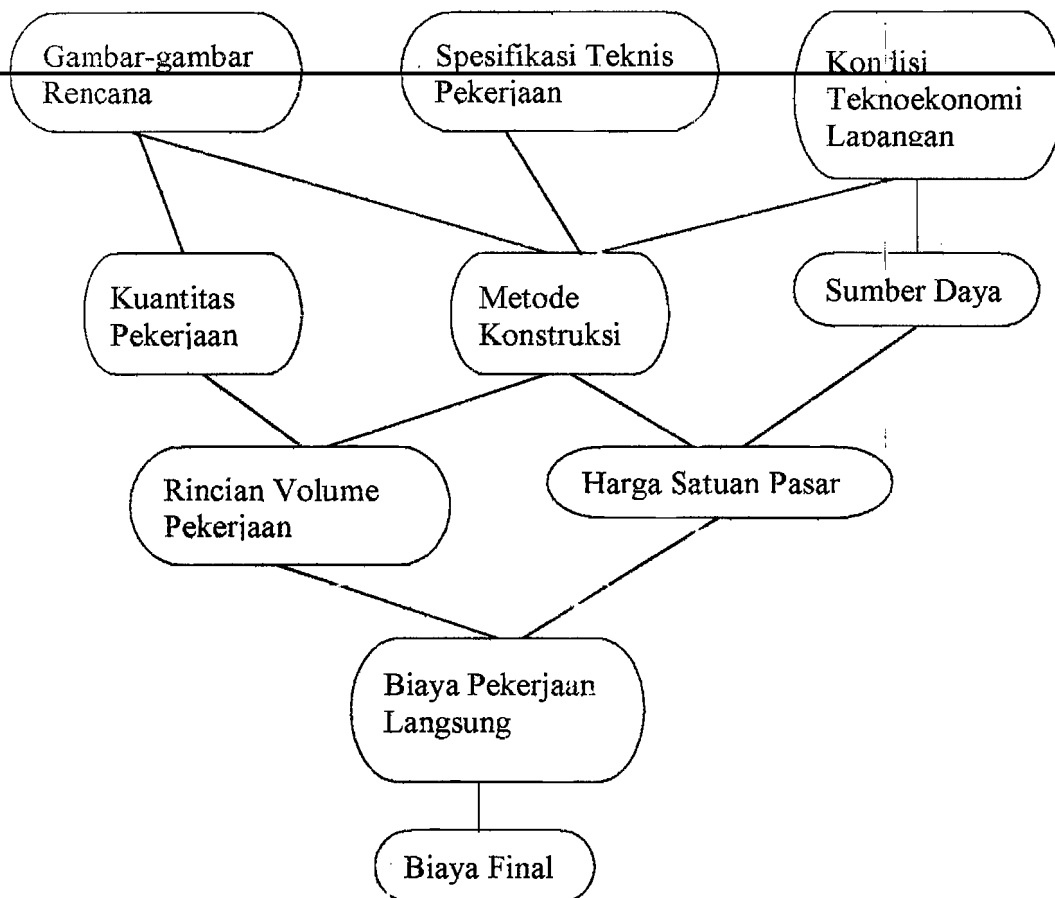 Gambar-gambar
Rencana
Spesifikasi Teknis
Pekerjaan
Kondisi
Teknoekonomi
Lapangan
Kuantitas
Pekerjaan
Metode
Konstruksi
Sumber Daya
Rincian Volume
Pekerjaan
Harga Satuan Pasar
Biaya Pekerjaan
Langsung
Biaya Final